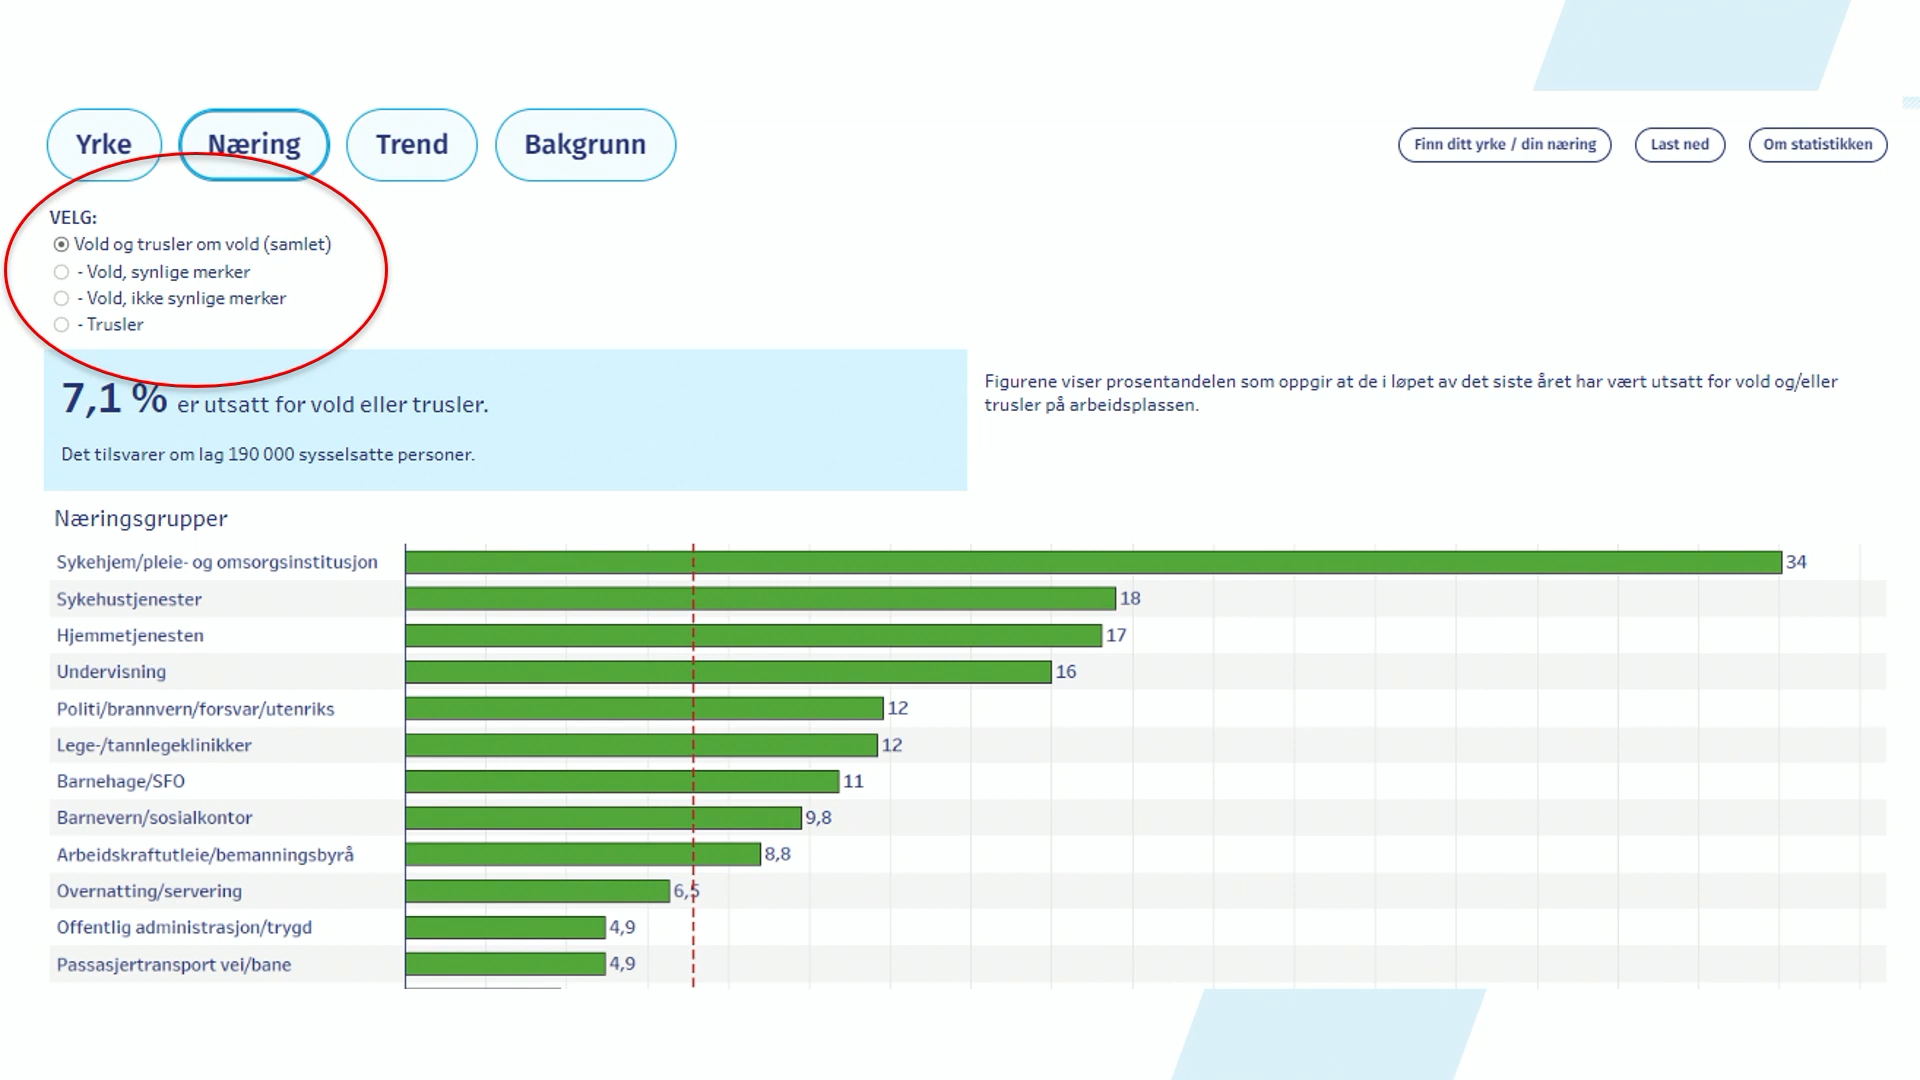 Yrke
Næring
Trend
Bakgrunn
Finn ditt yrke / din næring
Last ned
Om statistikken
VELG:
Vold og trusler om vold (samlet)
- Vold, synlige merker
- Vold, ikke synlige merker
- Trusler
7,1 % er utsatt for vold eller trusler.
Det tilsvarer om lag 190 000 sysselsatte personer.
Figurene viser prosentandelen som oppgir at de i løpet av det siste året har vært utsatt for vold og/eller
trusler på arbeidsplassen.
Næringsgrupper
Sykehjem/pleie- og omsorgsinstitusjon 34
Sykehustjenester 18
Hjemmetjenesten 17
Undervisning 16
Politi/brannvern/forsvar/utenriks 12
Lege-/tannlegeklinikker 12
Barnehage/SFO 11
Barnevern/sosialkontor 9,8
Arbeidskraftutleie/bemanningsbyrå 8,8
Overnatting/servering 6,5
Offentlig administrasjon/trygd 4,9
Passasjertransport vei/bane 4,9